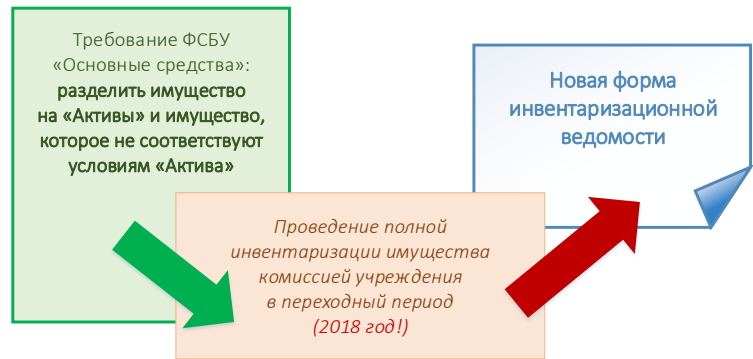 Требование ФСБУ
«Основные средства»:
разделить имущество
на «Активы» и имущество,
которое не соответствуют
условиям «Актива»
Проведение полной
инвентаризации имущества
комиссией учреждения
в переходный период
(2018 год!)
Новая форма
инвентаризационной
ведомости